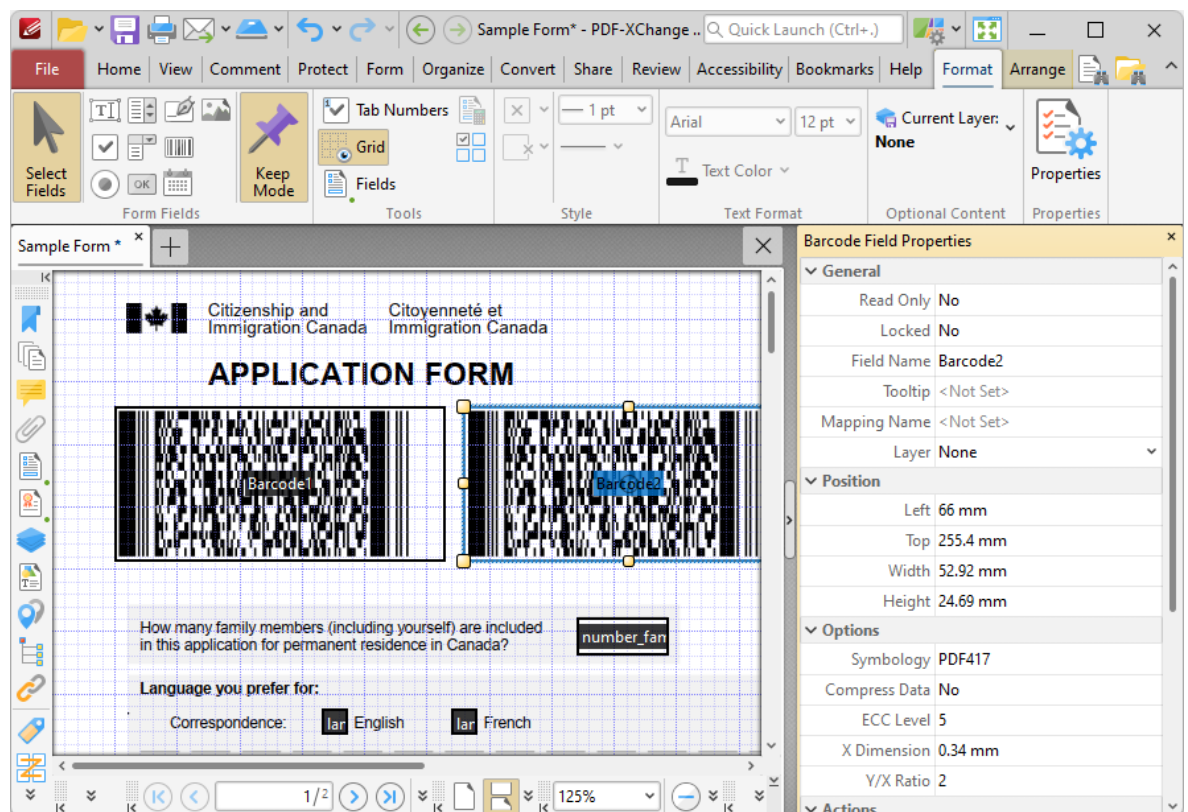 Sample Form* - PDF-XChange ..
Quick Launch (Ctrl+.)
File Home View Comment Protect Form Organize Convert Share Review Accessibility Bookmarks Help Format Arrange
Select Fields
OK
Keep Mode
Form Fields
Tab Numbers
Grid
Fields
Tools
1 pt
Style
Arial
12 pt
Text Color
Text Format
Current Layer:
None
Optional Content
Properties
Properties
Sample Form *
Citizenship and
Immigration Canada
Citoyenneté et
Immigration Canada
APPLICATION FORM
Barcode1
Barcode2
How many family members (including yourself) are included
in this application for permanent residence in Canada?
number_fam
Language you prefer for:
Correspondence:
lar English
lar French
1/2
125%
Barcode Field Properties
General
Read Only No
Locked No
Field Name Barcode2
Tooltip <Not Set>
Mapping Name <Not Set>
Layer None
Position
Left 66 mm
Top 255.4 mm
Width 52.92 mm
Height 24.69 mm
Options
Symbology PDF417
Compress Data No
ECC Level 5
X Dimension 0.34 mm
Y/X Ratio 2
Actions